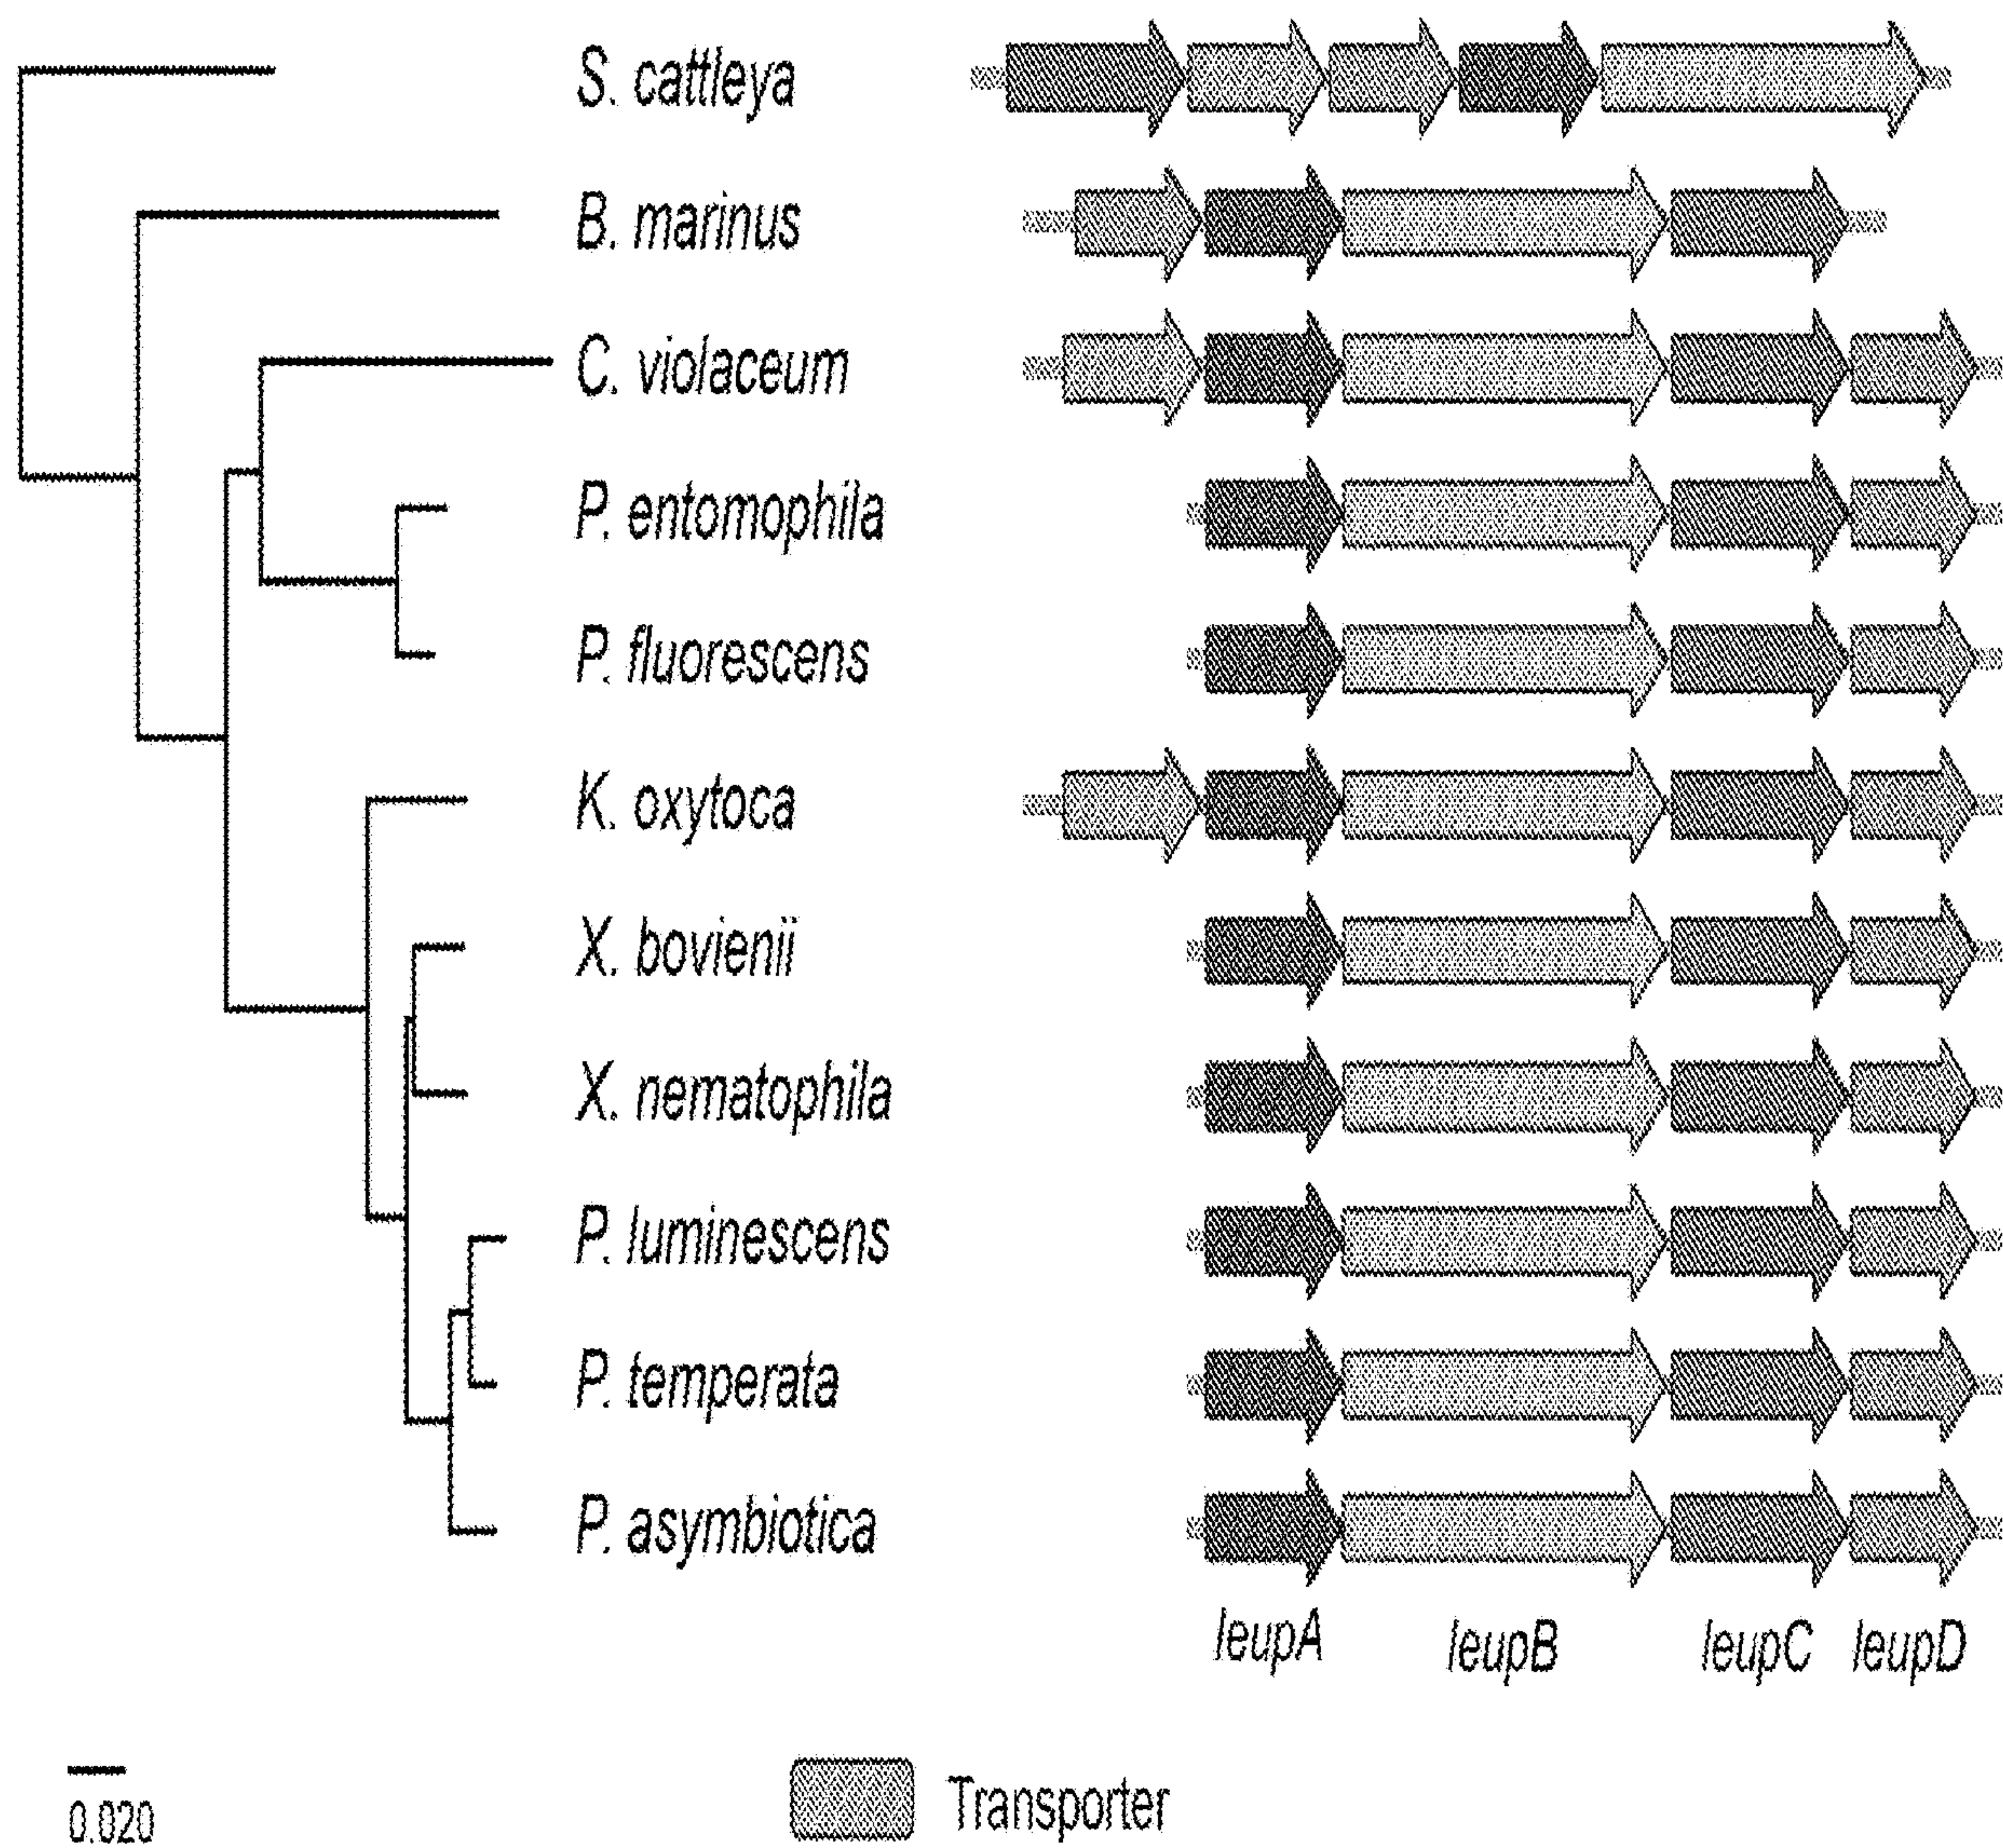 S. cattleya
B. marinus
C. violaceum
P. entomophila
P. fluorescens
K. oxytoca
X. bovienii
X. nematophila
P. luminescens
P. temperata
P. asymbiotica
leupA leupB leupC leupD
0.020
Transporter